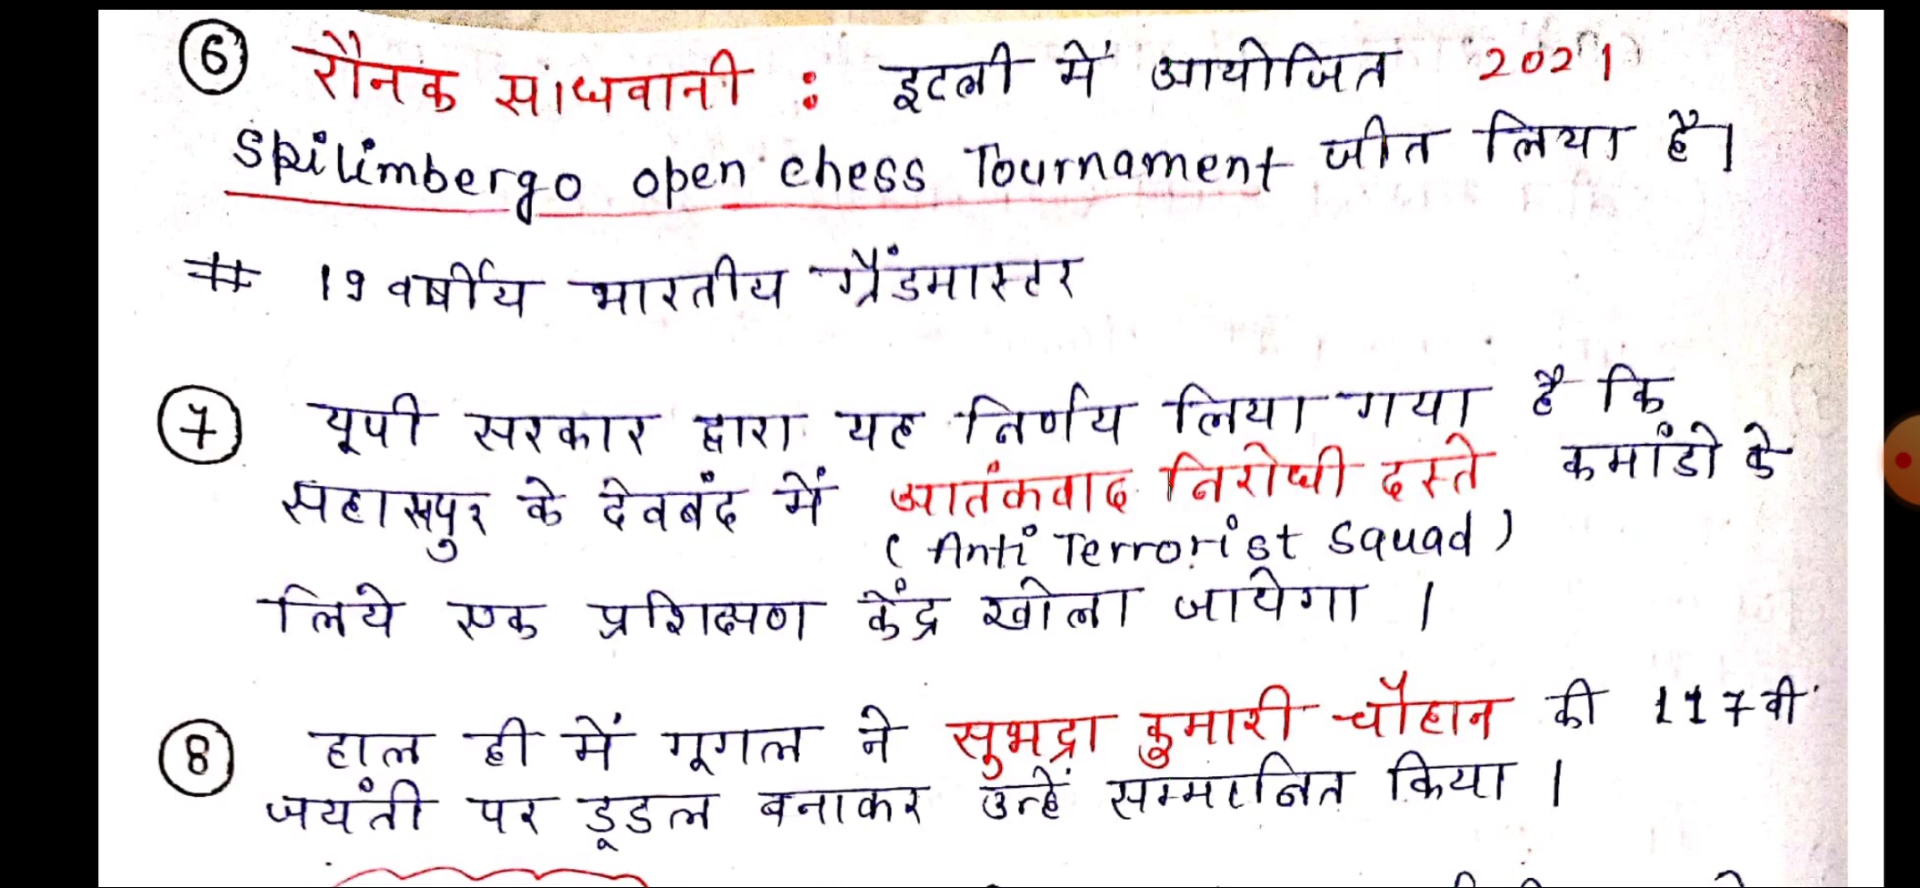 ⑥ रौनक साधवानी : इटली में आयोजित 2021
Spilimbergo open chess Tournament जीत लिया है।
# 19 वर्षीय भारतीय ग्रैंडमास्टर
⑦ यूपी सरकार द्वारा यह निर्णय लिया गया है कि
सहारनपुर के देवबंद में आतंकवाद निरोधी दस्ते कमांडो के
( Anti Terrorist Squad )
लिये एक प्रशिक्षण केंद्र खोला जायेगा ।
⑧ हाल ही में गूगल ने सुभद्रा कुमारी चौहान की 117वी
जयंती पर डूडल बनाकर उन्हें सम्मानित किया ।